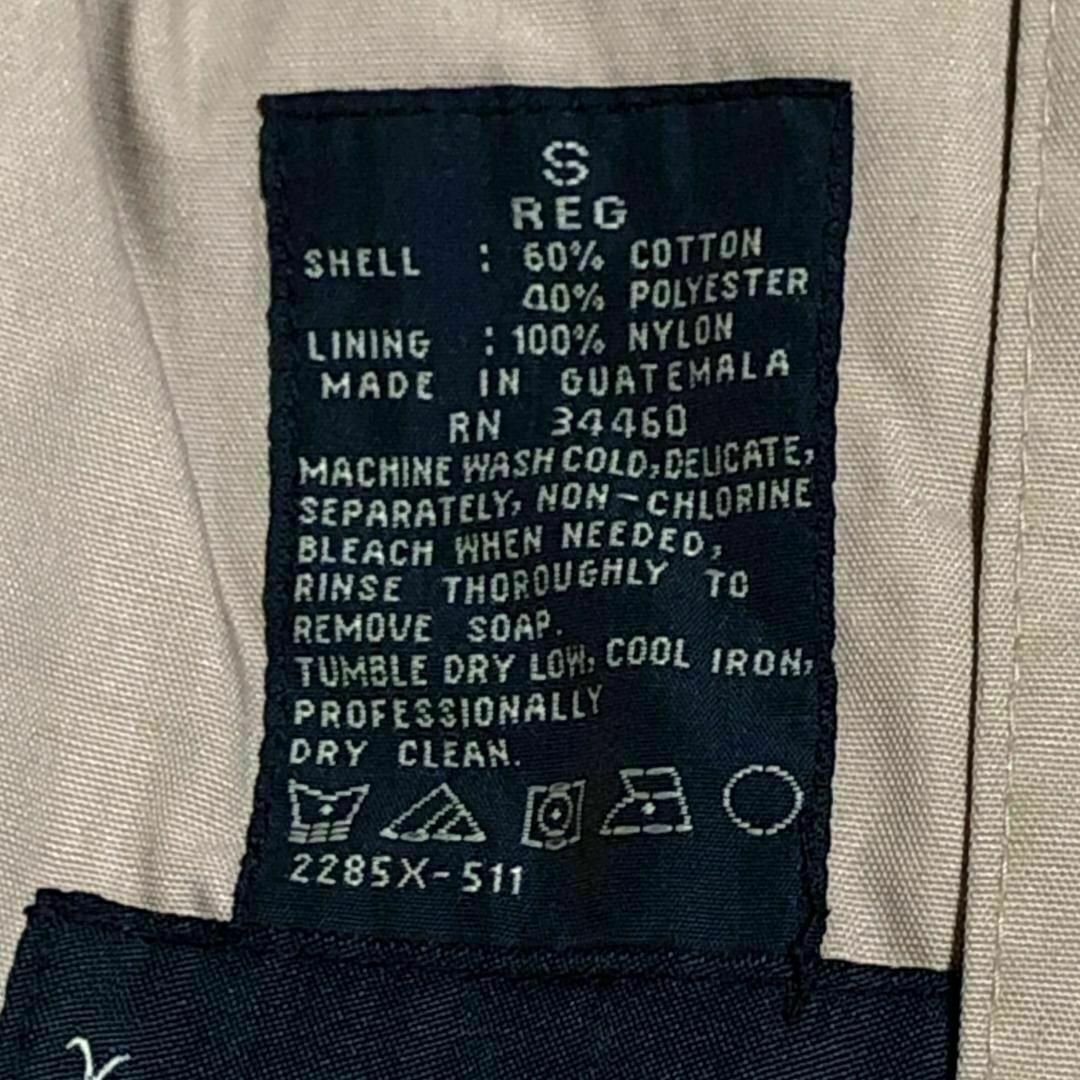 S
REG
SHELL : 60% COTTON
40% POLYESTER
LINING : 100% NYLON
MADE IN GUATEMALA
RN 34460
MACHINE WASH COLD, DELICATE,
SEPARATELY, NON-CHLORINE
BLEACH WHEN NEEDED,
RINSE THOROUGHLY TO
REMOVE SOAP.
TUMBLE DRY LOW, COOL IRON,
PROFESSIONALLY
DRY CLEAN.
2285X-511